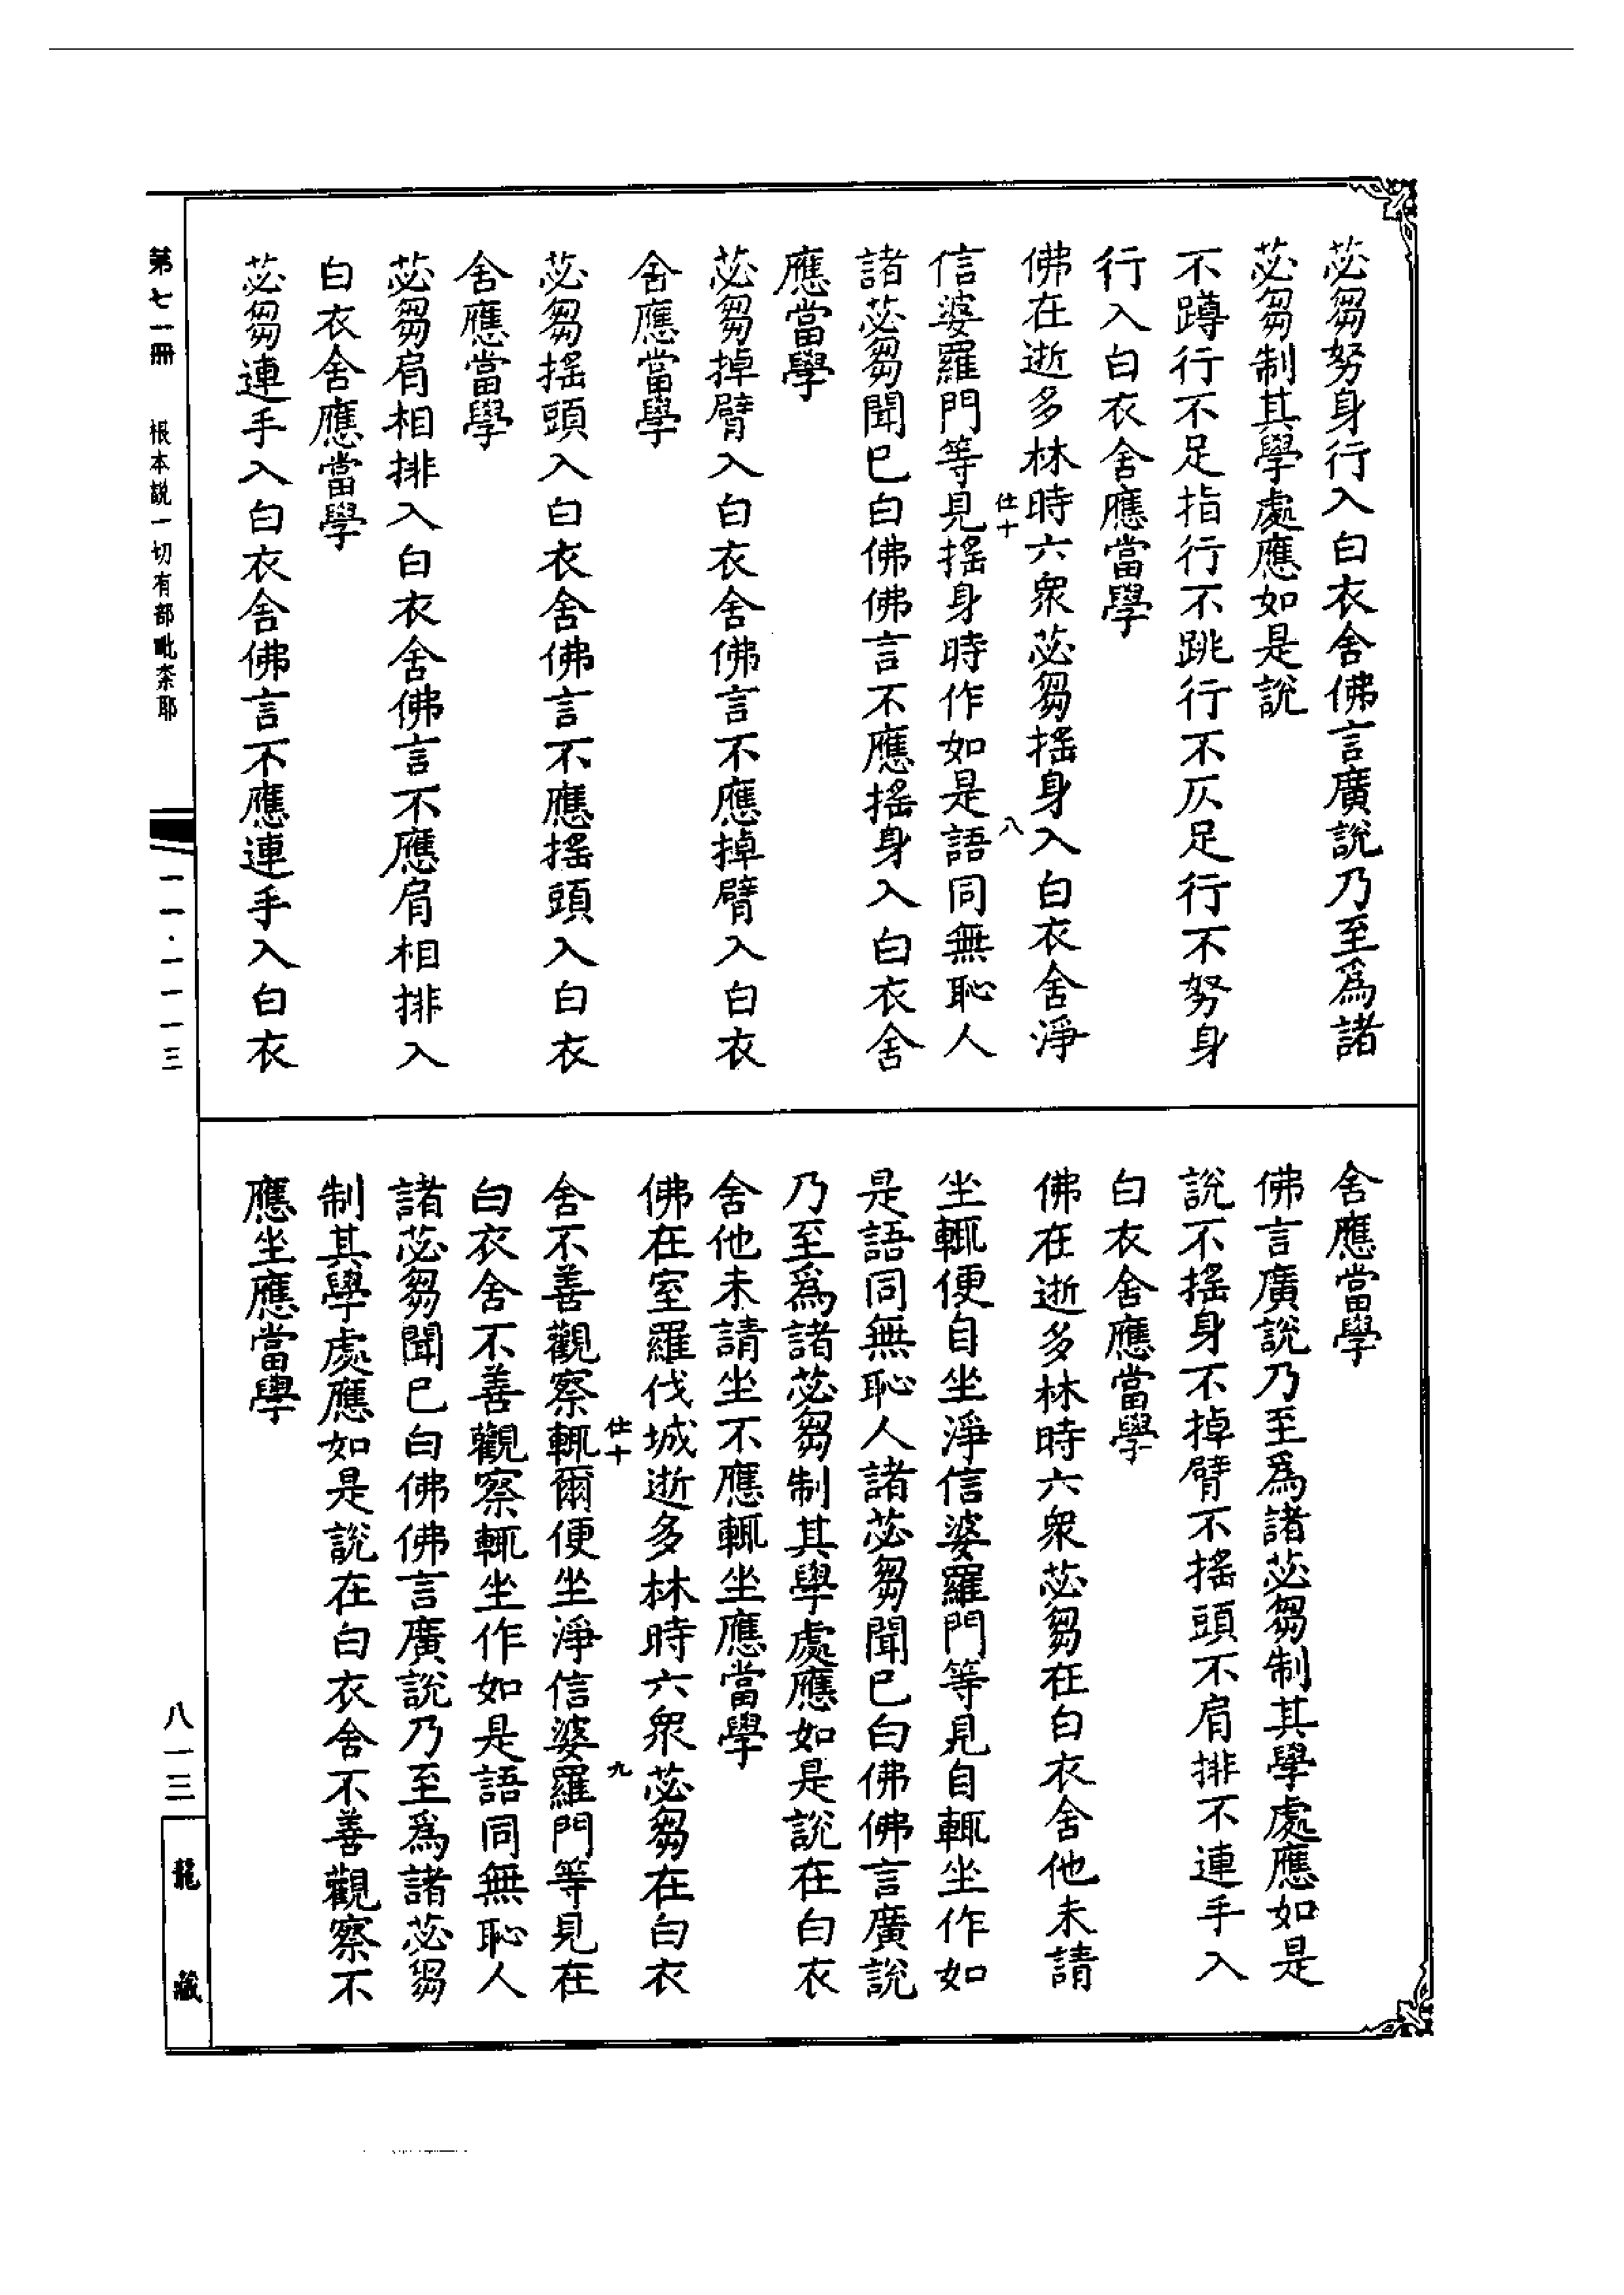 苾芻努身行入白衣舍佛言廣說乃至爲諸
苾芻制其學處應如是說
不蹲行不足指行不跳行不仄足行不努身
行入白衣舍應當學
佛在逝多林時六衆苾芻搖身入白衣舍淨
仕十
八
信婆羅門等見搖身時作如是語同無恥人
諸苾芻聞已白佛佛言不應搖身入白衣舍
應當學
苾芻掉臂入白衣舍佛言不應掉臂入白衣
舍應當學
苾芻搖頭入白衣舍佛言不應搖頭入白衣
舍應當學
苾芻肩相排入白衣舍佛言不應肩相排入
白衣舍應當學
苾芻連手入白衣舍佛言不應連手入白衣
舍應當學
佛言廣說乃至爲諸苾芻制其學處應如是
說不搖身不掉臂不搖頭不肩排不連手入
白衣舍應當學
佛在逝多林時六衆苾芻在白衣舍他未請
坐輒便自坐淨信婆羅門等見自輒坐作如
是語同無恥人諸苾芻聞已白佛佛言廣說
乃至爲諸苾芻制其學處應如是說在白衣
舍他未請坐不應輒坐應當學
佛在室羅伐城逝多林時六衆苾芻在白衣
仕十
九
舍不善觀察輒爾便坐淨信婆羅門等見在
白衣舍不善觀察輒坐作如是語同無恥人
諸苾芻聞已白佛佛言廣說乃至爲諸苾芻
制其學處應如是說在白衣舍不善觀察不
應坐應當學
第七一冊 根本說一切有部毗柰耶 一一·一一一三
八一三
龍藏